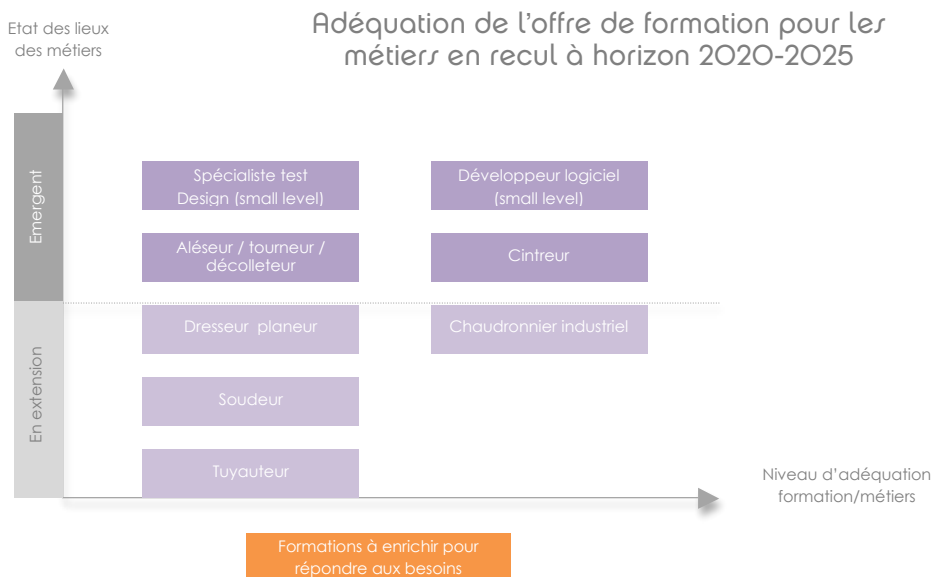 Adéquation de l'offre de formation pour les
métiers en recul à horizon 2020-2025
Etat des lieux
des métiers
Emergent
Spécialiste test
Design (small level)
Développeur logiciel
(small level)
Aléseur / tourneur /
décolleteur
Cintreur
En extension
Dresseur planeur
Chaudronnier industriel
Soudeur
Tuyauteur
Niveau d'adéquation
formation/métiers
Formations à enrichir pour
répondre aux besoins